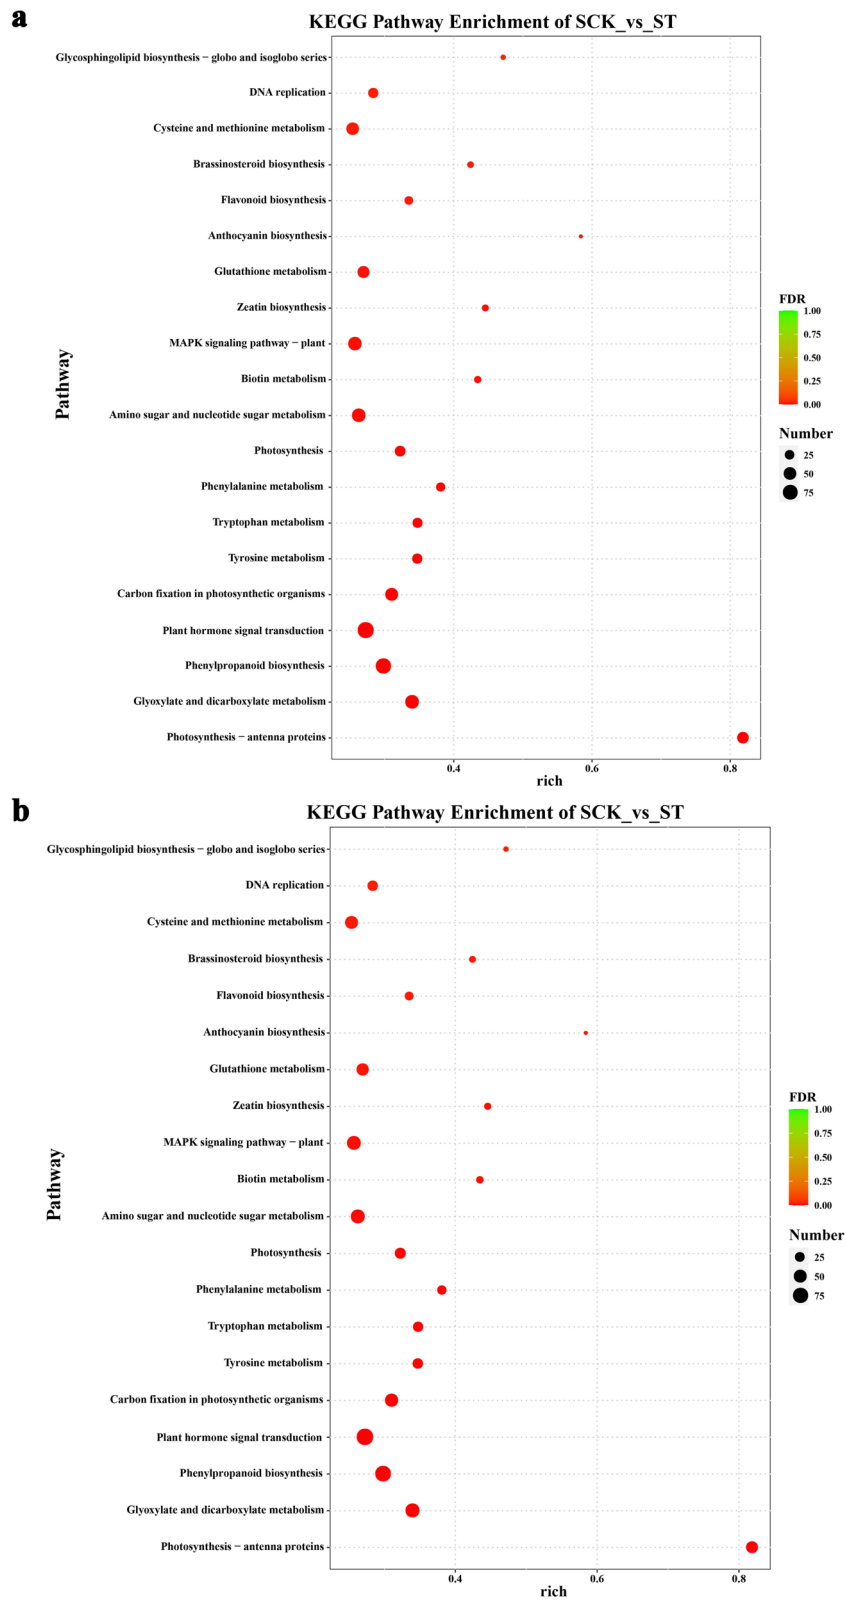 a
KEGG Pathway Enrichment of SCK_vs_ST
Glycosphingolipid biosynthesis − globo and isoglobo series
DNA replication
Cysteine and methionine metabolism
Brassinosteroid biosynthesis
Flavonoid biosynthesis
Anthocyanin biosynthesis
Glutathione metabolism
Zeatin biosynthesis
MAPK signaling pathway − plant
Biotin metabolism
Amino sugar and nucleotide sugar metabolism
Photosynthesis
Phenylalanine metabolism
Tryptophan metabolism
Tyrosine metabolism
Carbon fixation in photosynthetic organisms
Plant hormone signal transduction
Phenylpropanoid biosynthesis
Glyoxylate and dicarboxylate metabolism
Photosynthesis − antenna proteins
Pathway
0.4 0.6 0.8
rich
FDR
1.00
0.75
0.50
0.25
0.00
Number
25
50
75
b
KEGG Pathway Enrichment of SCK_vs_ST
Glycosphingolipid biosynthesis − globo and isoglobo series
DNA replication
Cysteine and methionine metabolism
Brassinosteroid biosynthesis
Flavonoid biosynthesis
Anthocyanin biosynthesis
Glutathione metabolism
Zeatin biosynthesis
MAPK signaling pathway − plant
Biotin metabolism
Amino sugar and nucleotide sugar metabolism
Photosynthesis
Phenylalanine metabolism
Tryptophan metabolism
Tyrosine metabolism
Carbon fixation in photosynthetic organisms
Plant hormone signal transduction
Phenylpropanoid biosynthesis
Glyoxylate and dicarboxylate metabolism
Photosynthesis − antenna proteins
Pathway
0.4 0.6 0.8
rich
FDR
1.00
0.75
0.50
0.25
0.00
Number
25
50
75